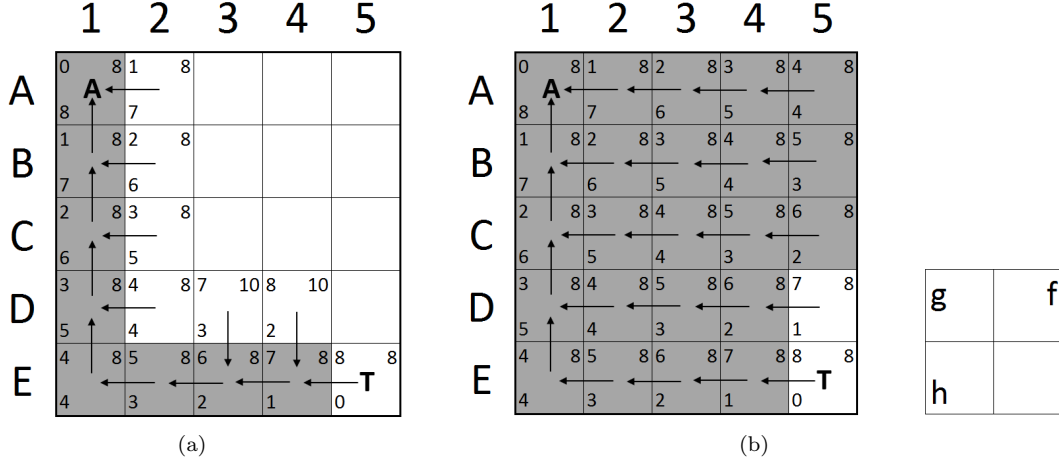 1 2 3 4 5 1 2 3 4 5
0 8 1 8 0 8 1 8 2 8 3 8 4 8
A A A A
8 7 8 7 6 5 4
1 8 2 8 1 8 2 8 3 8 4 8 5 8
B B
7 6 7 6 5 4 3
2 8 3 8 2 8 3 8 4 8 5 8 6 8
C C
6 5 6 5 4 3 2
3 8 4 8 7 10 8 10 3 8 4 8 5 8 6 8 7 8 g f
D D
5 4 3 2 5 4 3 2 1
4 8 5 8 6 8 7 8 8 8 4 8 5 8 6 8 7 8 8 8
E T E T
4 3 2 1 0 4 3 2 1 0 h
(a) (b)